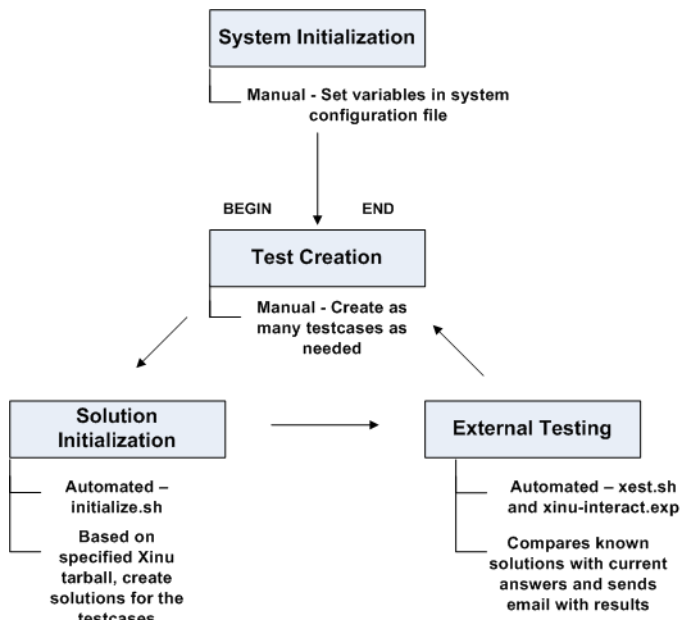 System Initialization
Manual - Set variables in system
configuration file
BEGIN
END
Test Creation
Manual - Create as
many testcases as
needed
Solution
Initialization
Automated –
initialize.sh
Based on
specified Xinu
tarball, create
solutions for the
testcases
External Testing
Automated – xest.sh
and xinu-interact.exp
Compares known
solutions with current
answers and sends
email with results